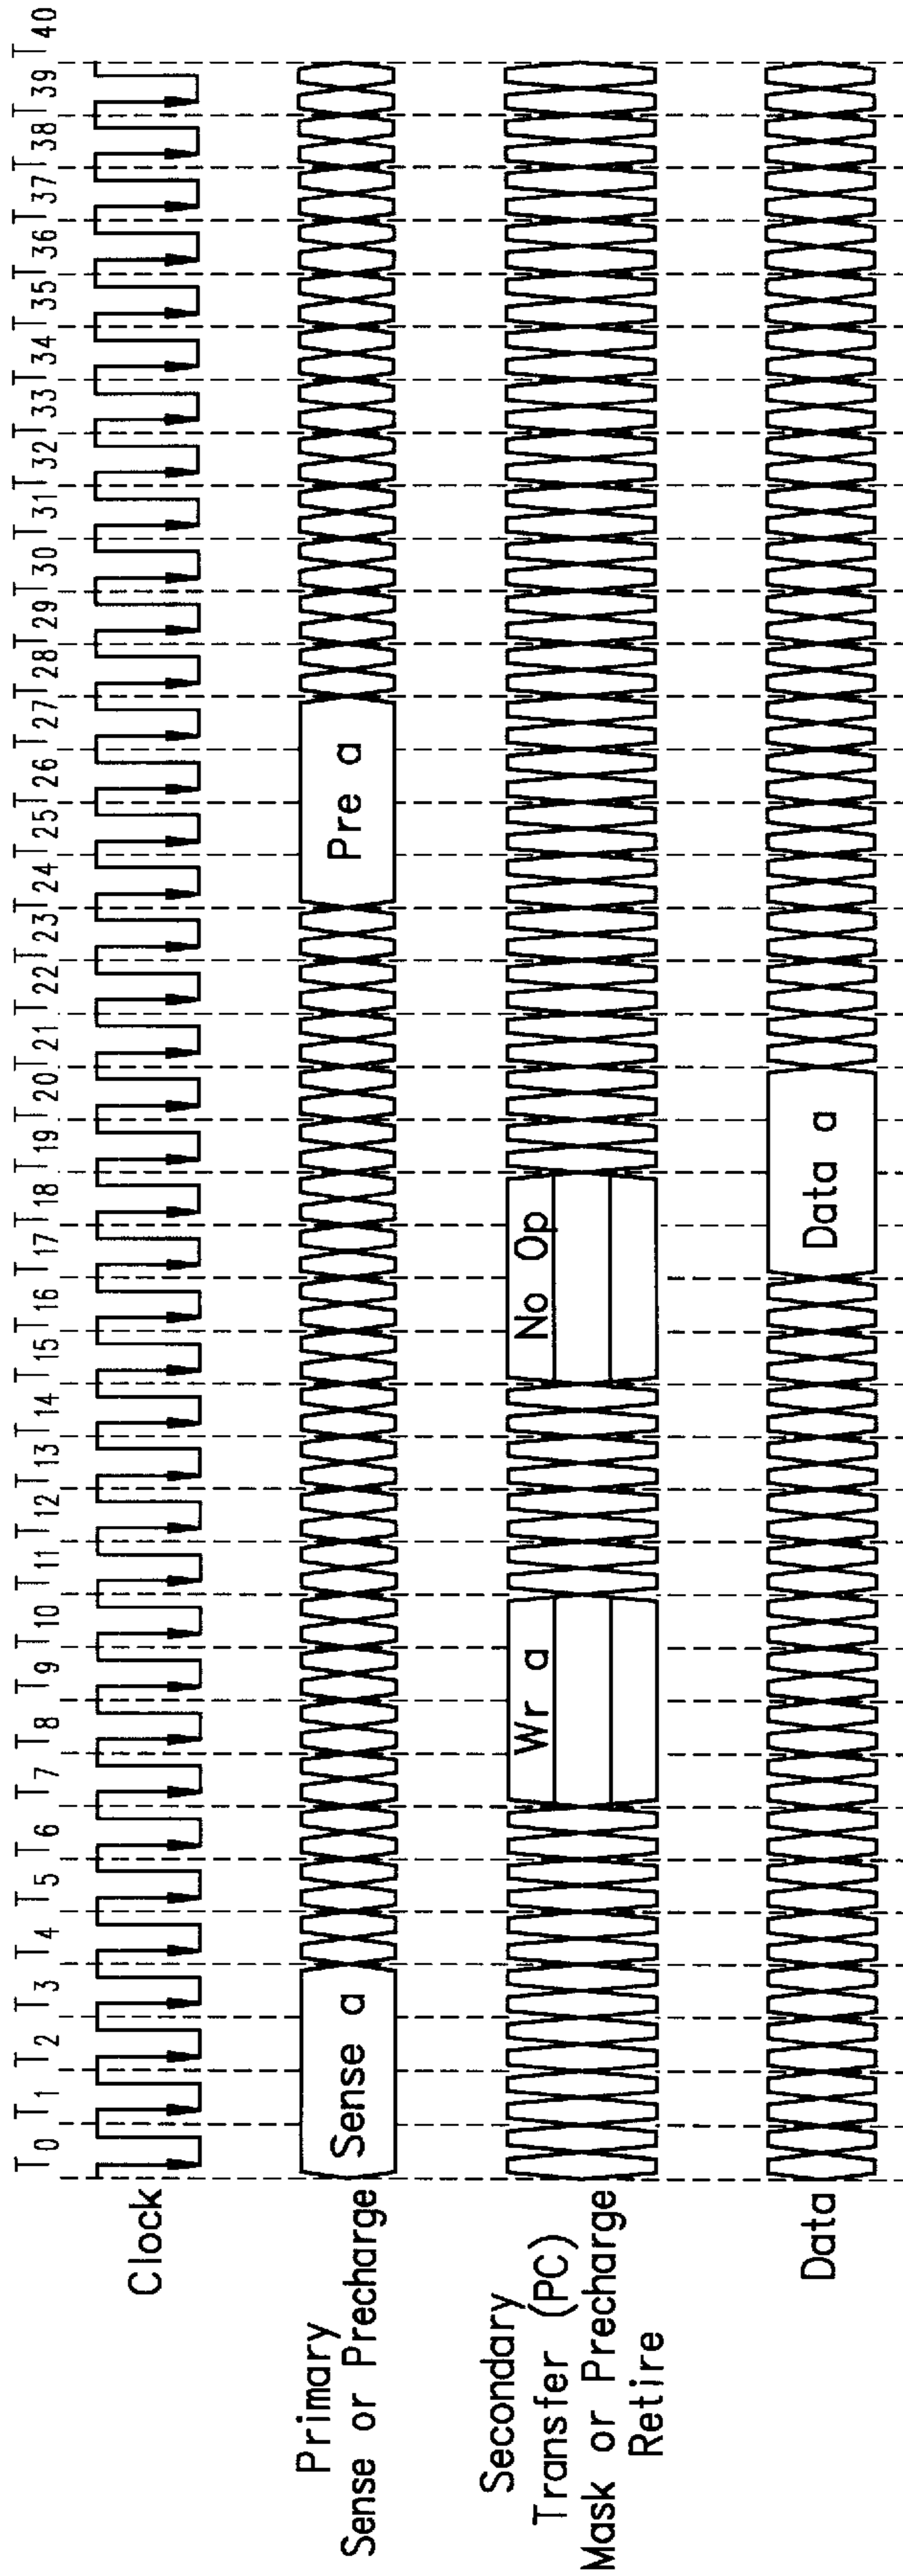 T0 T1 T2 T3 T4 T5 T6 T7 T8 T9 T10 T11 T12 T13 T14 T15 T16 T17 T18 T19 T20 T21 T22 T23 T24 T25 T26 T27 T28 T29 T30 T31 T32 T33 T34 T35 T36 T37 T38 T39 T40
Clock
Primary
Sense or Precharge
Sense a
Pre a
Secondary
Transfer (PC)
Mask or Precharge
Retire
Wr a
No Op
Data
Data a